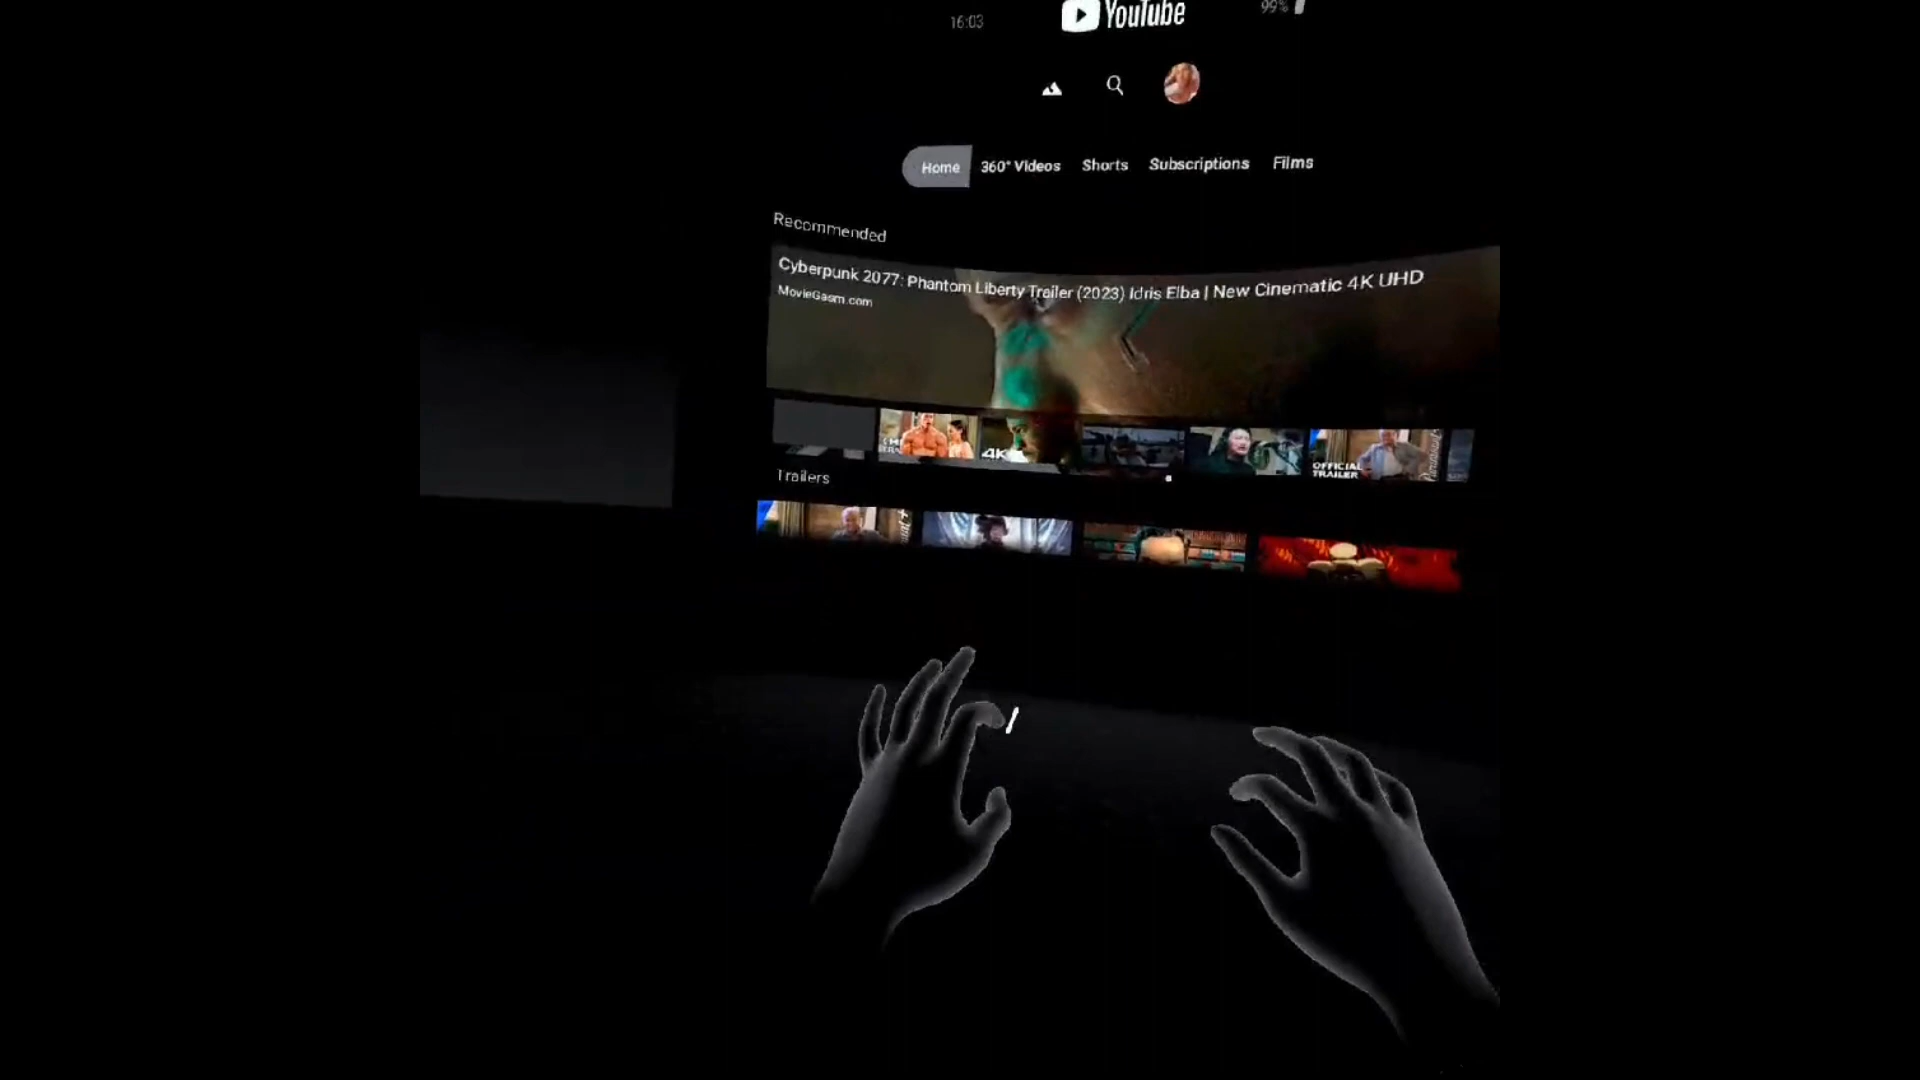 16:03
YouTube
99%
Home 360° Videos Shorts Subscriptions Films
Recommended
Cyberpunk 2077: Phantom Liberty Trailer (2023) Idris Elba | New Cinematic 4K UHD
MovieGasm.com
4K
OFFICIAL
TRAILER
Trailers